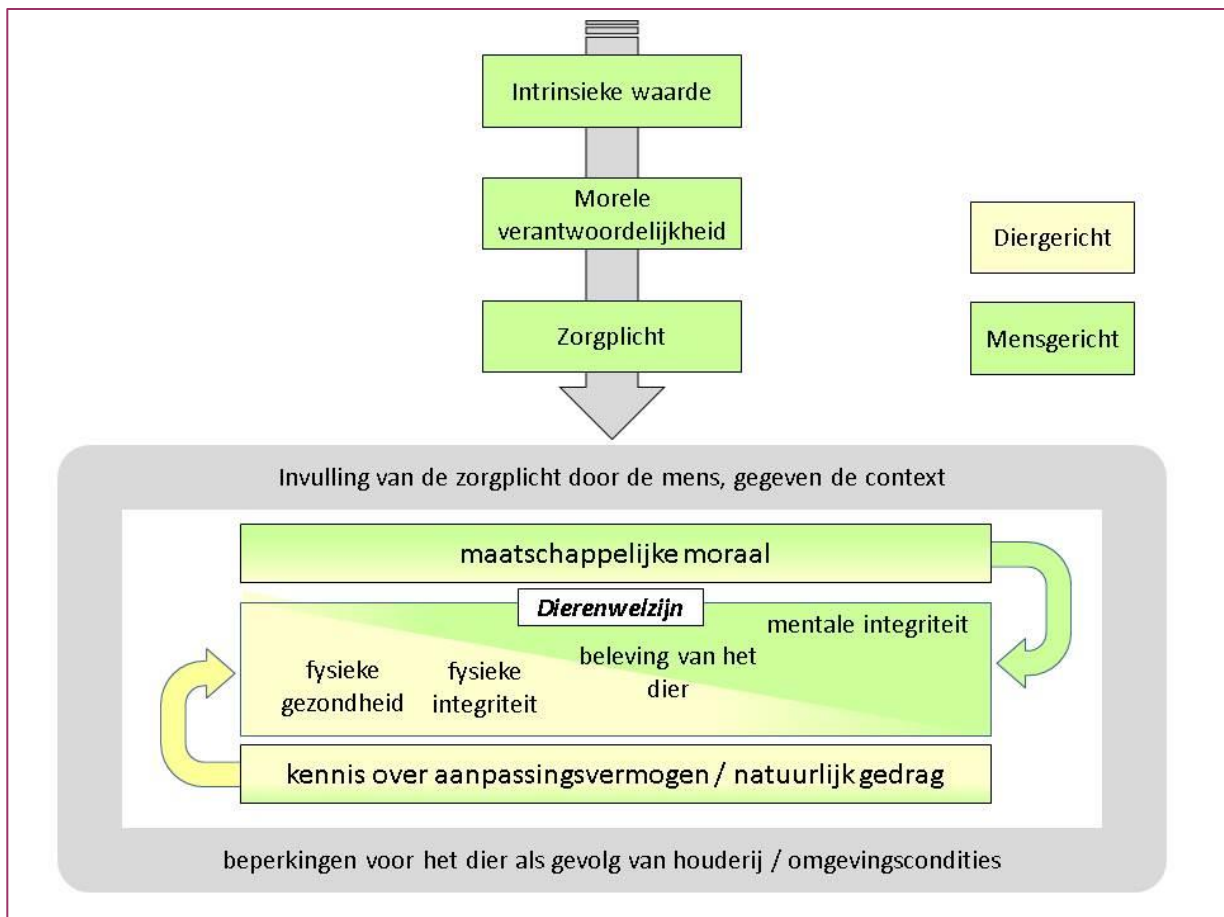 Intrinsieke waarde
Morele
verantwoordelijkheid
Zorgplicht
Diergericht
Mensgericht
Invulling van de zorgplicht door de mens, gegeven de context
maatschappelijke moraal
Dierenwelzijn
mentale integriteit
beleving van het
dier
fysieke
gezondheid
fysieke
integriteit
kennis over aanpassingsvermogen / natuurlijk gedrag
beperkingen voor het dier als gevolg van houderij / omgevingscondities